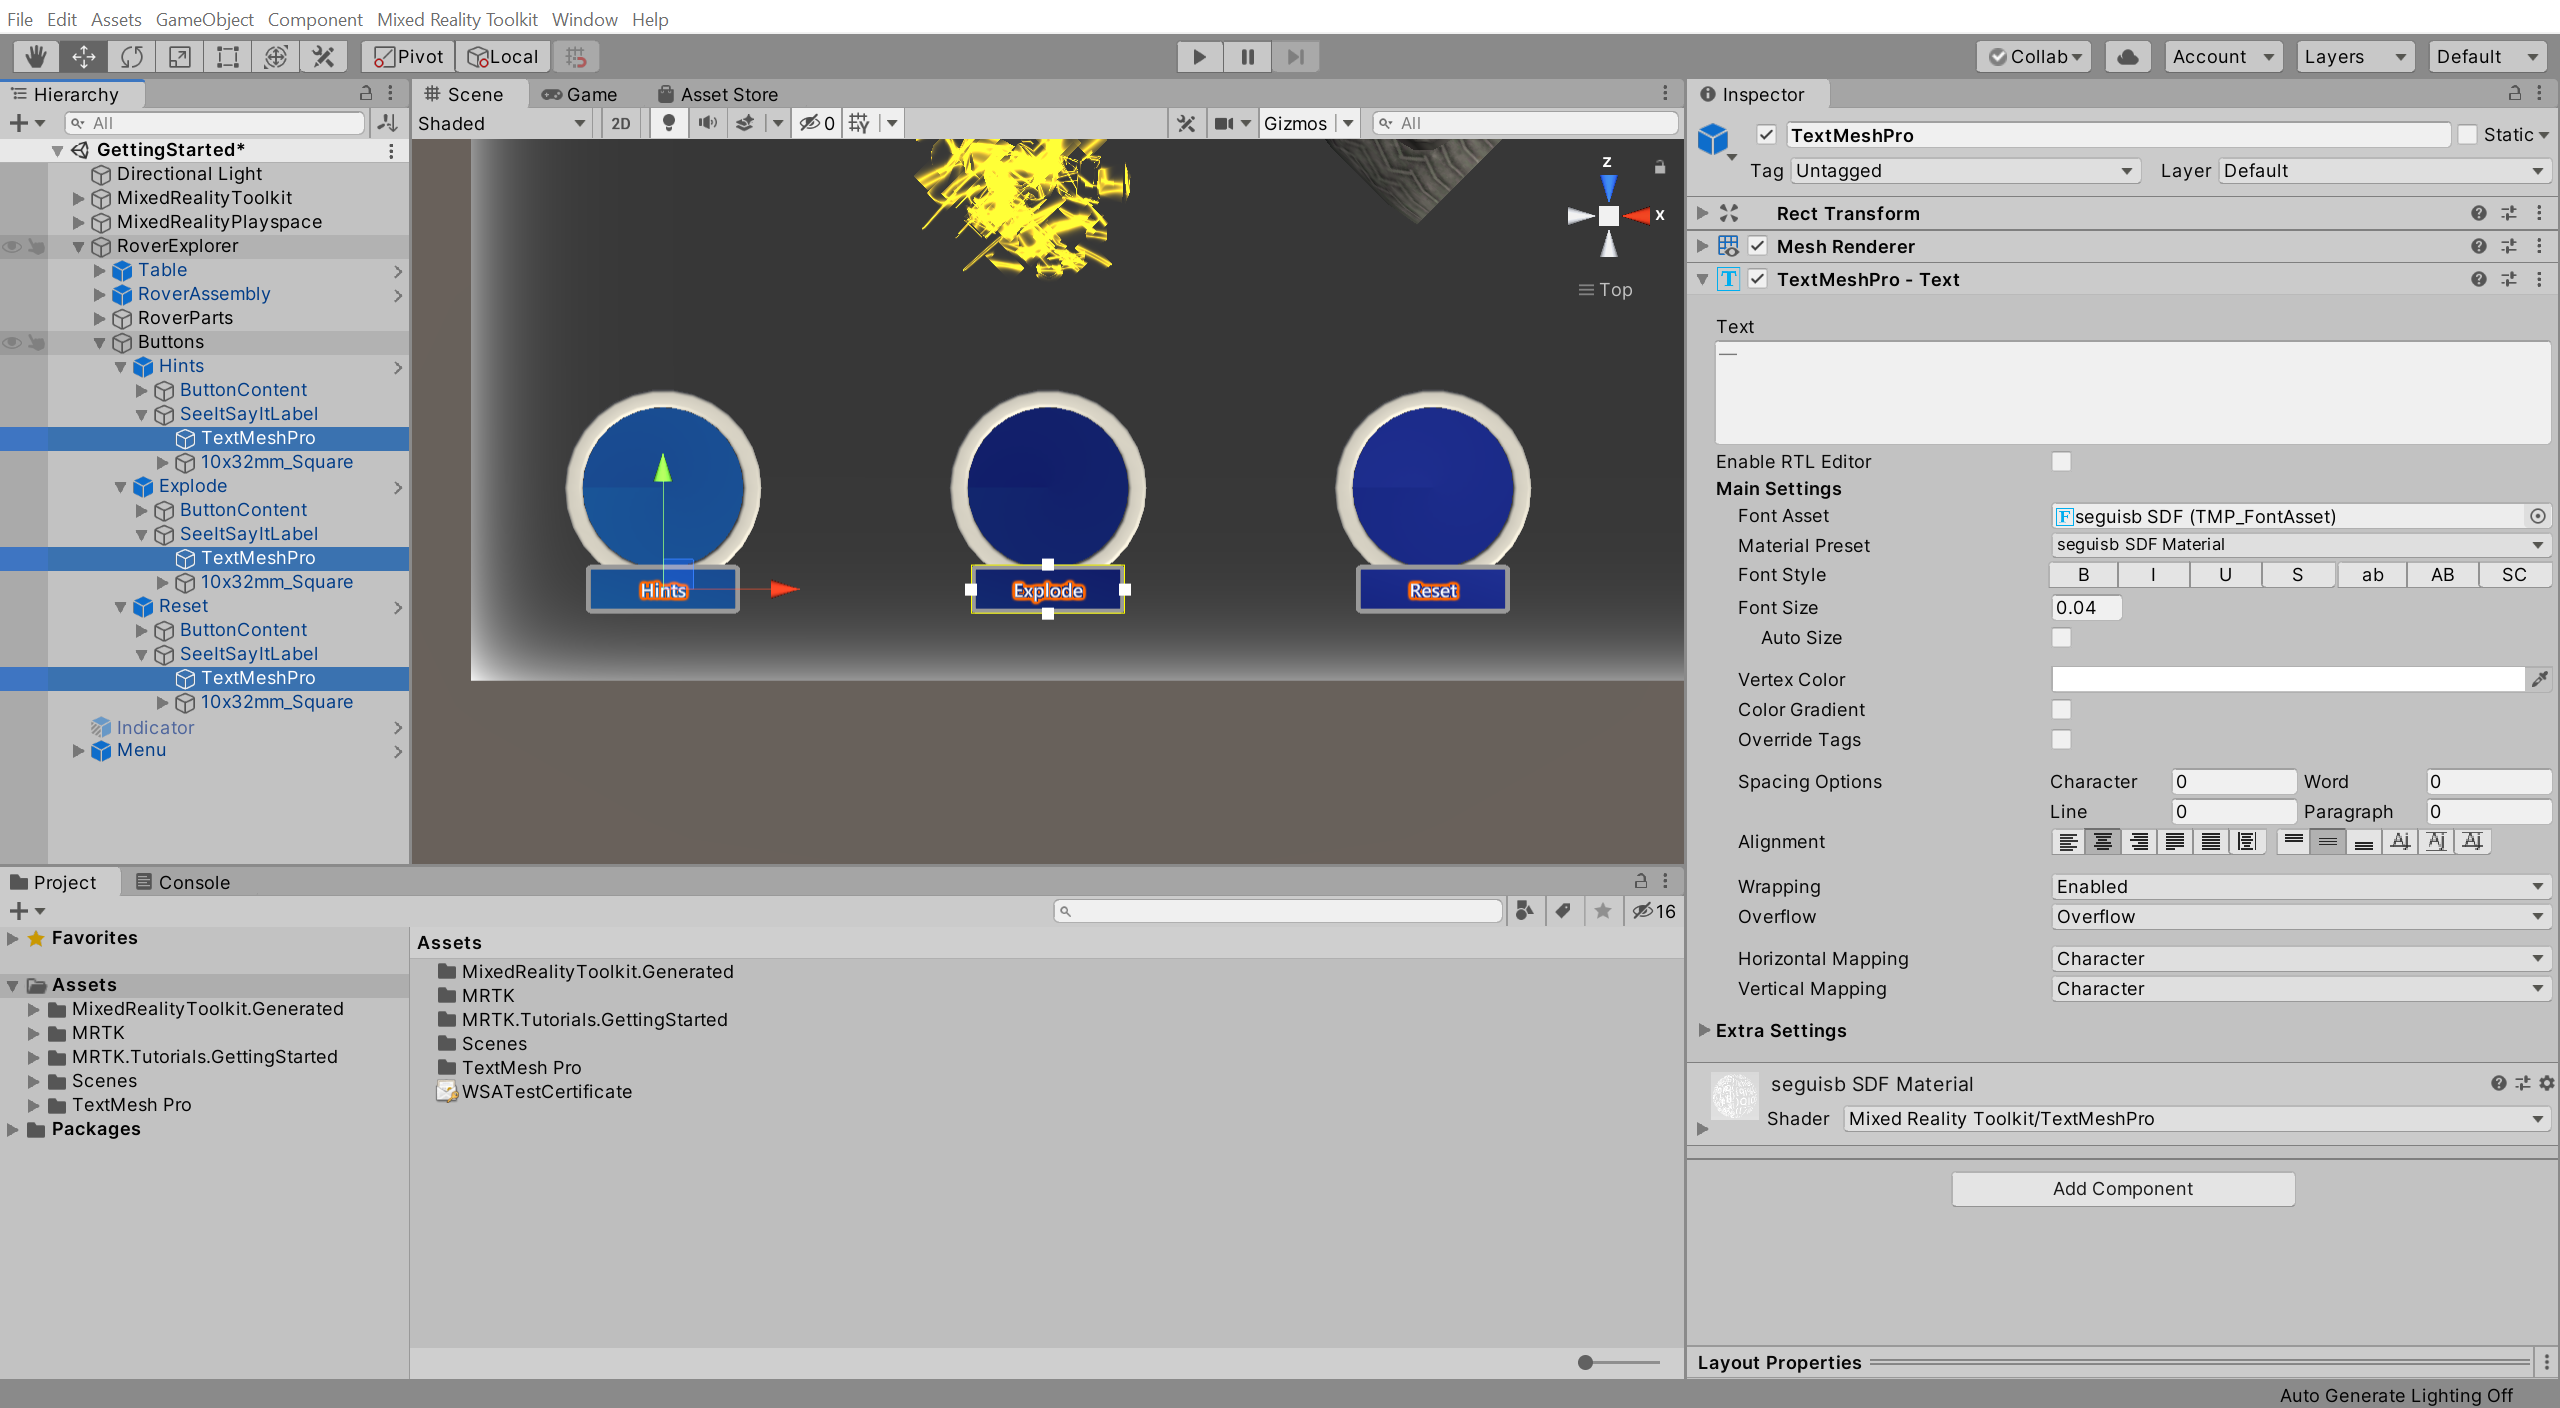 File Edit Assets GameObject Component Mixed Reality Toolkit Window Help
Pivot Local Collab Account Layers Default
Hierarchy
All
GettingStarted*
Directional Light
MixedRealityToolkit
MixedRealityPlayspace
RoverExplorer
Table
RoverAssembly
RoverParts
Buttons
Hints
ButtonContent
SeeItSayItLabel
TextMeshPro
10x32mm_Square
Explode
ButtonContent
SeeItSayItLabel
TextMeshPro
10x32mm_Square
Reset
ButtonContent
SeeItSayItLabel
TextMeshPro
10x32mm_Square
Indicator
Menu
Scene Game Asset Store
Shaded 2D 0 Gizmos All
z
x
Top
Hints Explode Reset
Project Console
16
Favorites
Assets
MixedRealityToolkit.Generated
MRTK
MRTK.Tutorials.GettingStarted
Scenes
TextMesh Pro
Packages
Assets
MixedRealityToolkit.Generated
MRTK
MRTK.Tutorials.GettingStarted
Scenes
TextMesh Pro
WSATestCertificate
Inspector
TextMeshPro Static
Tag Untagged Layer Default
Rect Transform
Mesh Renderer
TextMeshPro - Text
Text
—
Enable RTL Editor
Main Settings
Font Asset seguisb SDF (TMP_FontAsset)
Material Preset seguisb SDF Material
Font Style B I U S ab AB SC
Font Size 0.04
Auto Size
Vertex Color
Color Gradient
Override Tags
Spacing Options Character 0 Word 0
Line 0 Paragraph 0
Alignment
Wrapping Enabled
Overflow Overflow
Horizontal Mapping Character
Vertical Mapping Character
Extra Settings
seguisb SDF Material
Shader Mixed Reality Toolkit/TextMeshPro
Add Component
Layout Properties
Auto Generate Lighting Off